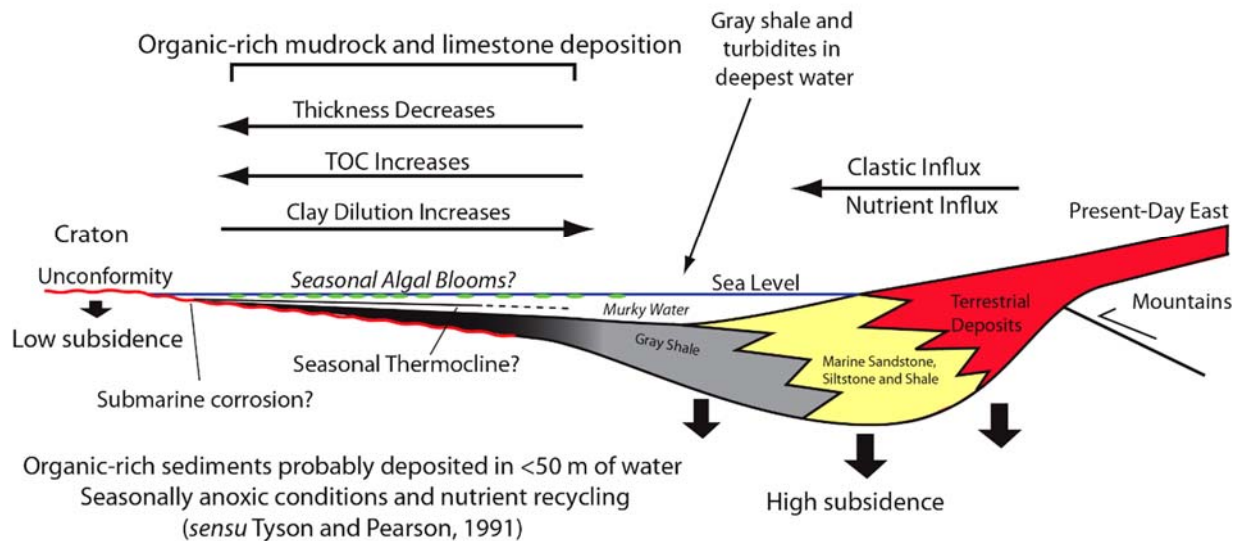 Organic-rich mudrock and limestone deposition
Gray shale and
turbidites in
deepest water
Thickness Decreases
TOC Increases
Clay Dilution Increases
Clastic Influx
Nutrient Influx
Present-Day East
Craton
Unconformity
Seasonal Algal Blooms?
Sea Level
Murky Water
Mountains
Terrestrial
Deposits
Low subsidence
Gray Shale
Seasonal Thermocline?
Marine Sandstone,
Siltstone and Shale
Submarine corrosion?
Organic-rich sediments probably deposited in <50 m of water
Seasonally anoxic conditions and nutrient recycling
(sensu Tyson and Pearson, 1991)
High subsidence